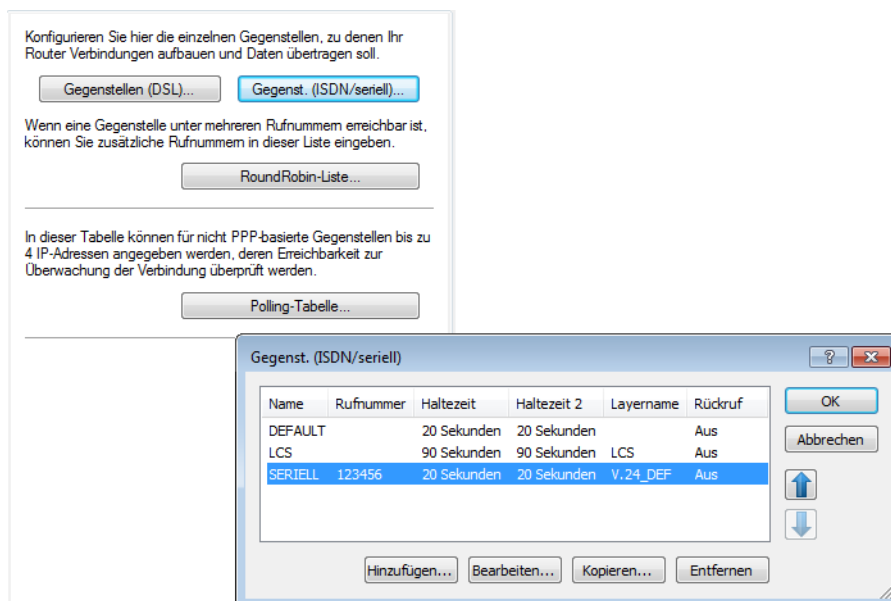 Konfigurieren Sie hier die einzelnen Gegenstellen, zu denen Ihr
Router Verbindungen aufbauen und Daten übertragen soll.
Gegenstellen (DSL)... Gegenst. (ISDN/seriell)...
Wenn eine Gegenstelle unter mehreren Rufnummern erreichbar ist,
können Sie zusätzliche Rufnummern in dieser Liste eingeben.
RoundRobin-Liste...
In dieser Tabelle können für nicht PPP-basierte Gegenstellen bis zu
4 IP-Adressen angegeben werden, deren Erreichbarkeit zur
Überwachung der Verbindung überprüft werden.
Polling-Tabelle...
Gegenst. (ISDN/seriell)
Name Rufnummer Haltezeit Haltezeit 2 Layername Rückruf
DEFAULT 20 Sekunden 20 Sekunden Aus
LCS 90 Sekunden 90 Sekunden LCS Aus
SERIELL 123456 20 Sekunden 20 Sekunden V.24_DEF Aus
OK
Abbrechen
Hinzufügen... Bearbeiten... Kopieren... Entfernen